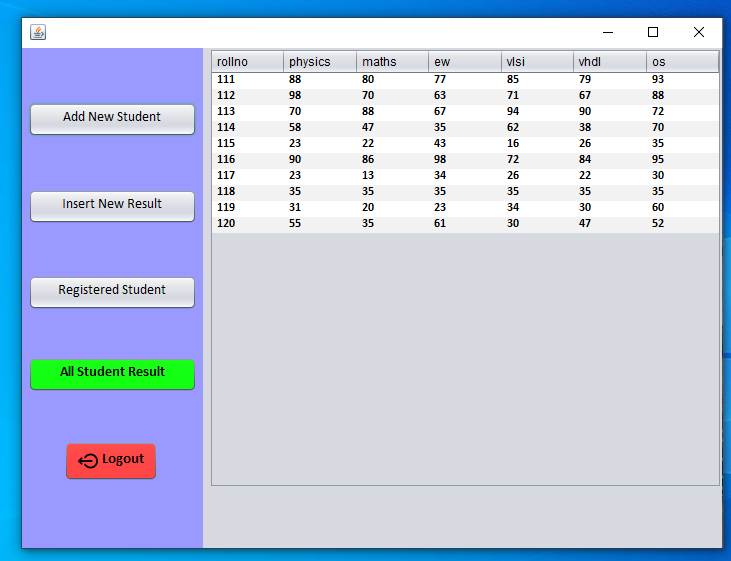 Add New Student
Insert New Result
Registered Student
All Student Result
Logout
rollno physics maths ew vlsi vhdl os
111 88 80 77 85 79 93
112 98 70 63 71 67 88
113 70 88 67 94 90 72
114 58 47 35 62 38 70
115 23 22 43 16 26 35
116 90 86 98 72 84 95
117 23 13 34 26 22 30
118 35 35 35 35 35 35
119 31 20 23 34 30 60
120 55 35 61 30 47 52